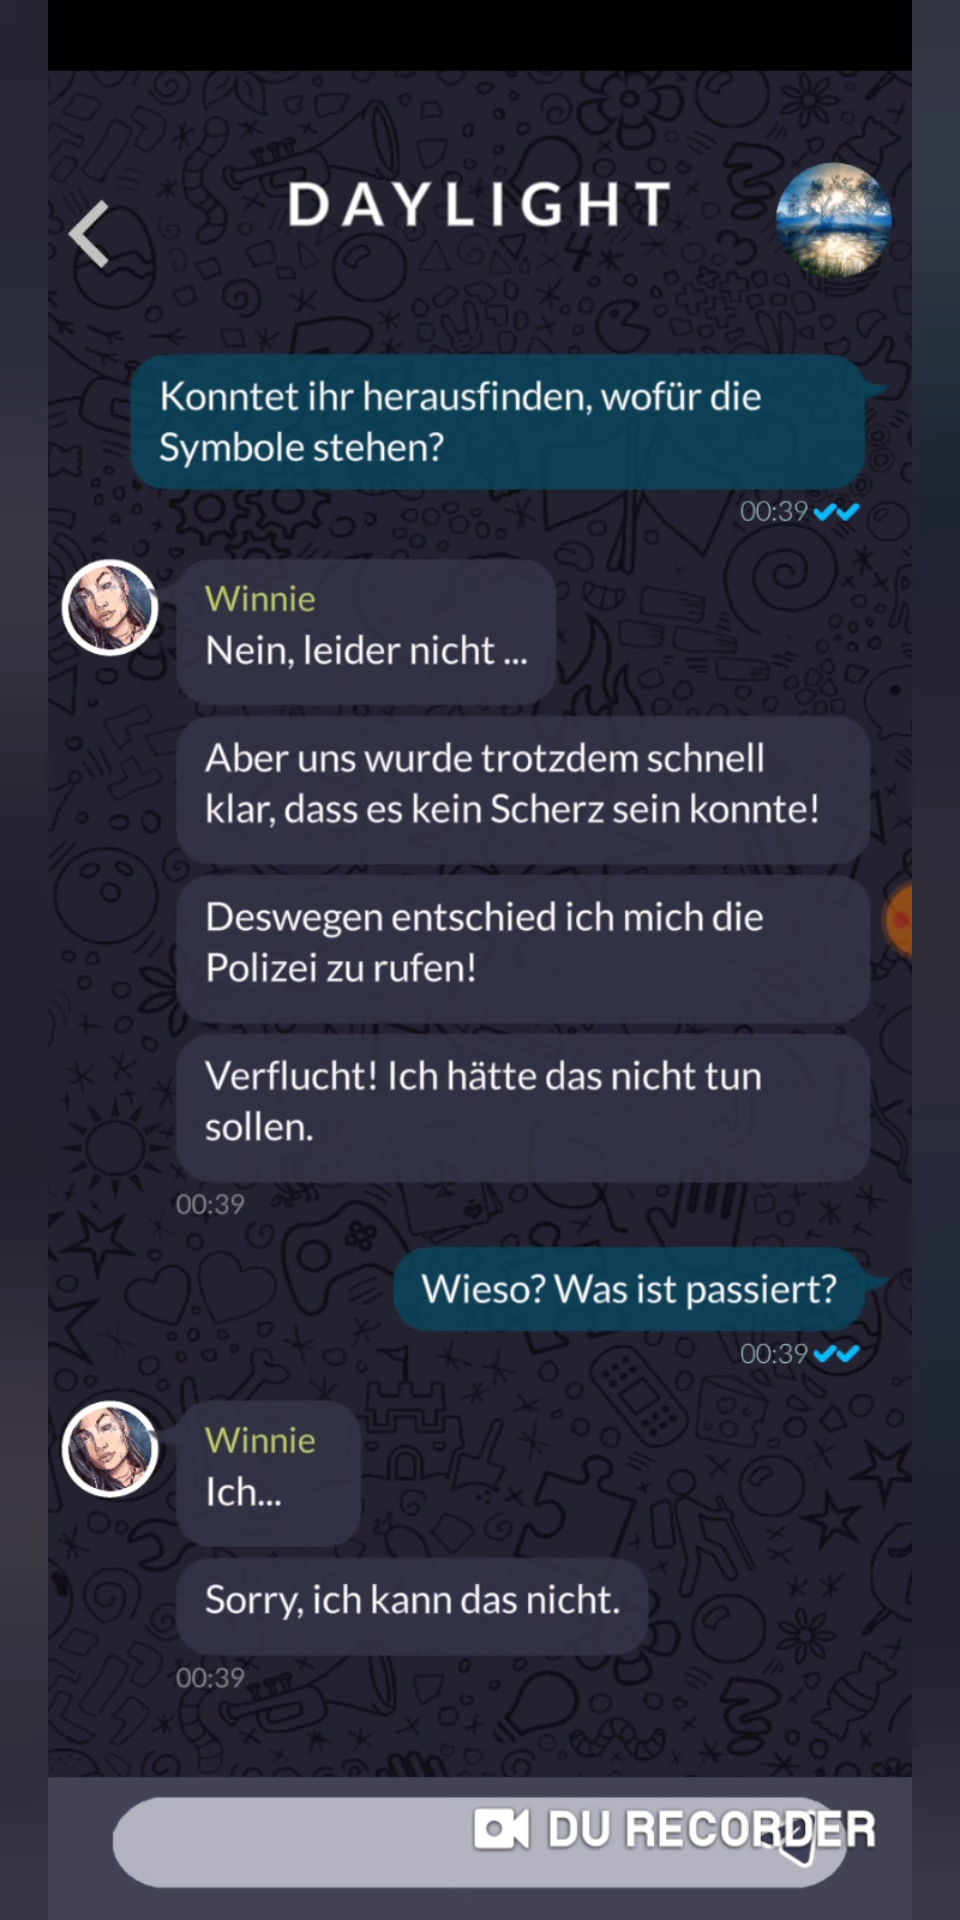 DAYLIGHT
Konntet ihr herausfinden, wofür die
Symbole stehen?
00:39
Winnie
Nein, leider nicht ...
Aber uns wurde trotzdem schnell
klar, dass es kein Scherz sein konnte!
Deswegen entschied ich mich die
Polizei zu rufen!
Verflucht! Ich hätte das nicht tun
sollen.
00:39
Wieso? Was ist passiert?
00:39
Winnie
Ich...
Sorry, ich kann das nicht.
00:39
DU RECORDER